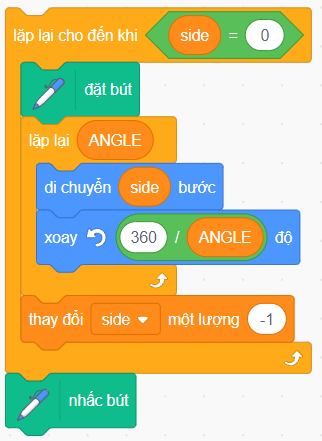 lặp lại cho đến khi side = 0
đặt bút
lặp lại ANGLE
di chuyển side bước
xoay 360 / ANGLE độ
thay đổi side một lượng -1
nhấc bút